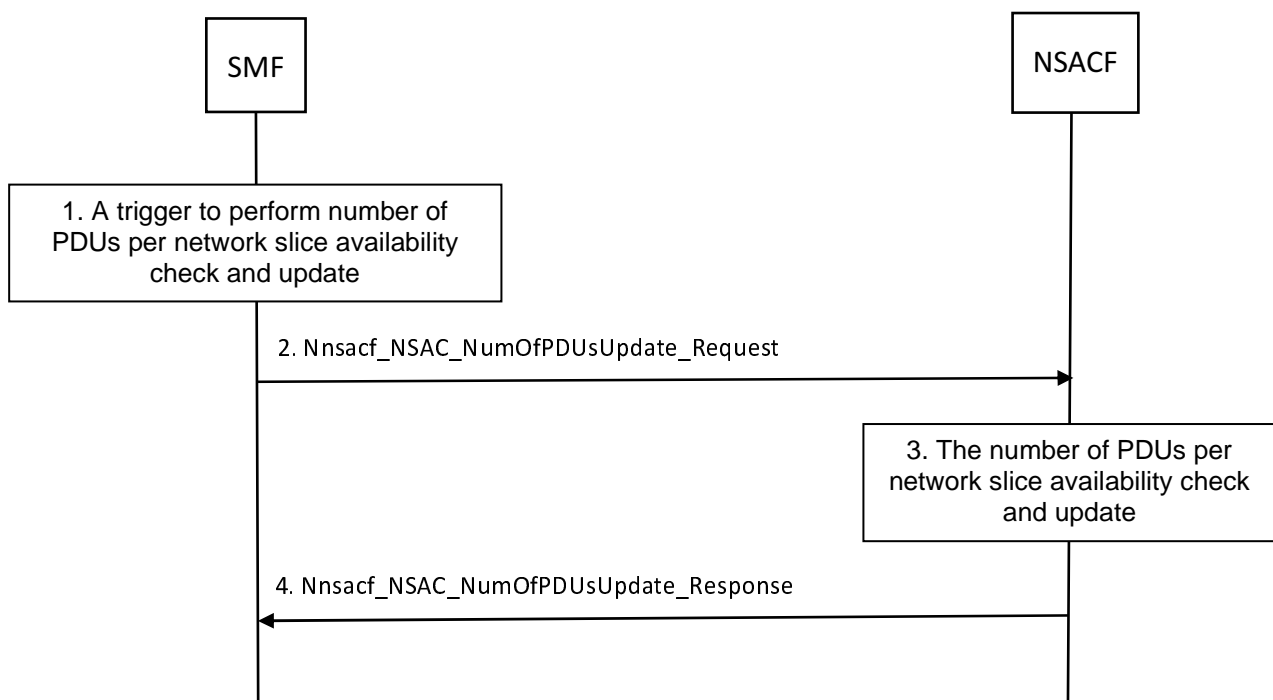 SMF
NSACF
1. A trigger to perform number of
PDUs per network slice availability
check and update
2. Nnsacf_NSAC_NumOfPDUsUpdate_Request
3. The number of PDUs per
network slice availability check
and update
4. Nnsacf_NSAC_NumOfPDUsUpdate_Response